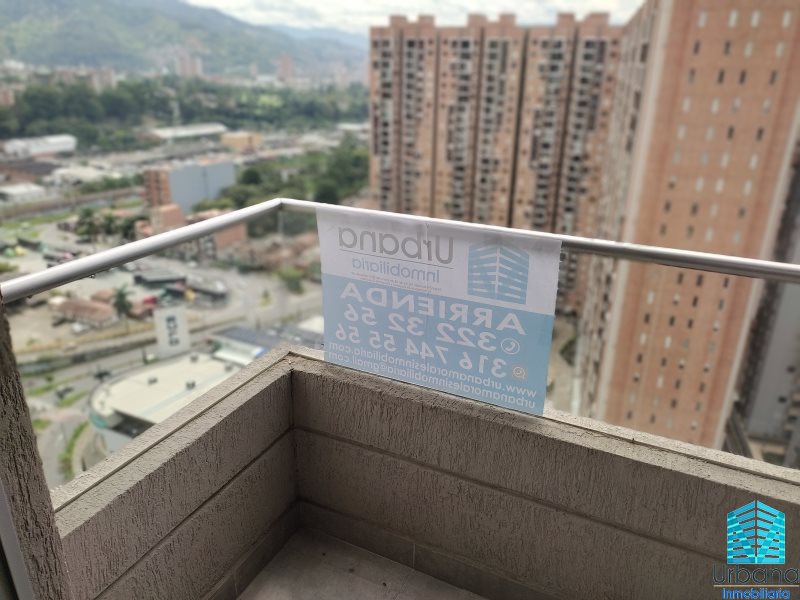 Urbana
Inmobiliaria
ARRIENDA
322 32 56
316 744 55 56
www.urbanamoralesinmobiliaria.com
urbanamoralesinmobiliaria@gmail.com
Urbana
Inmobiliaria